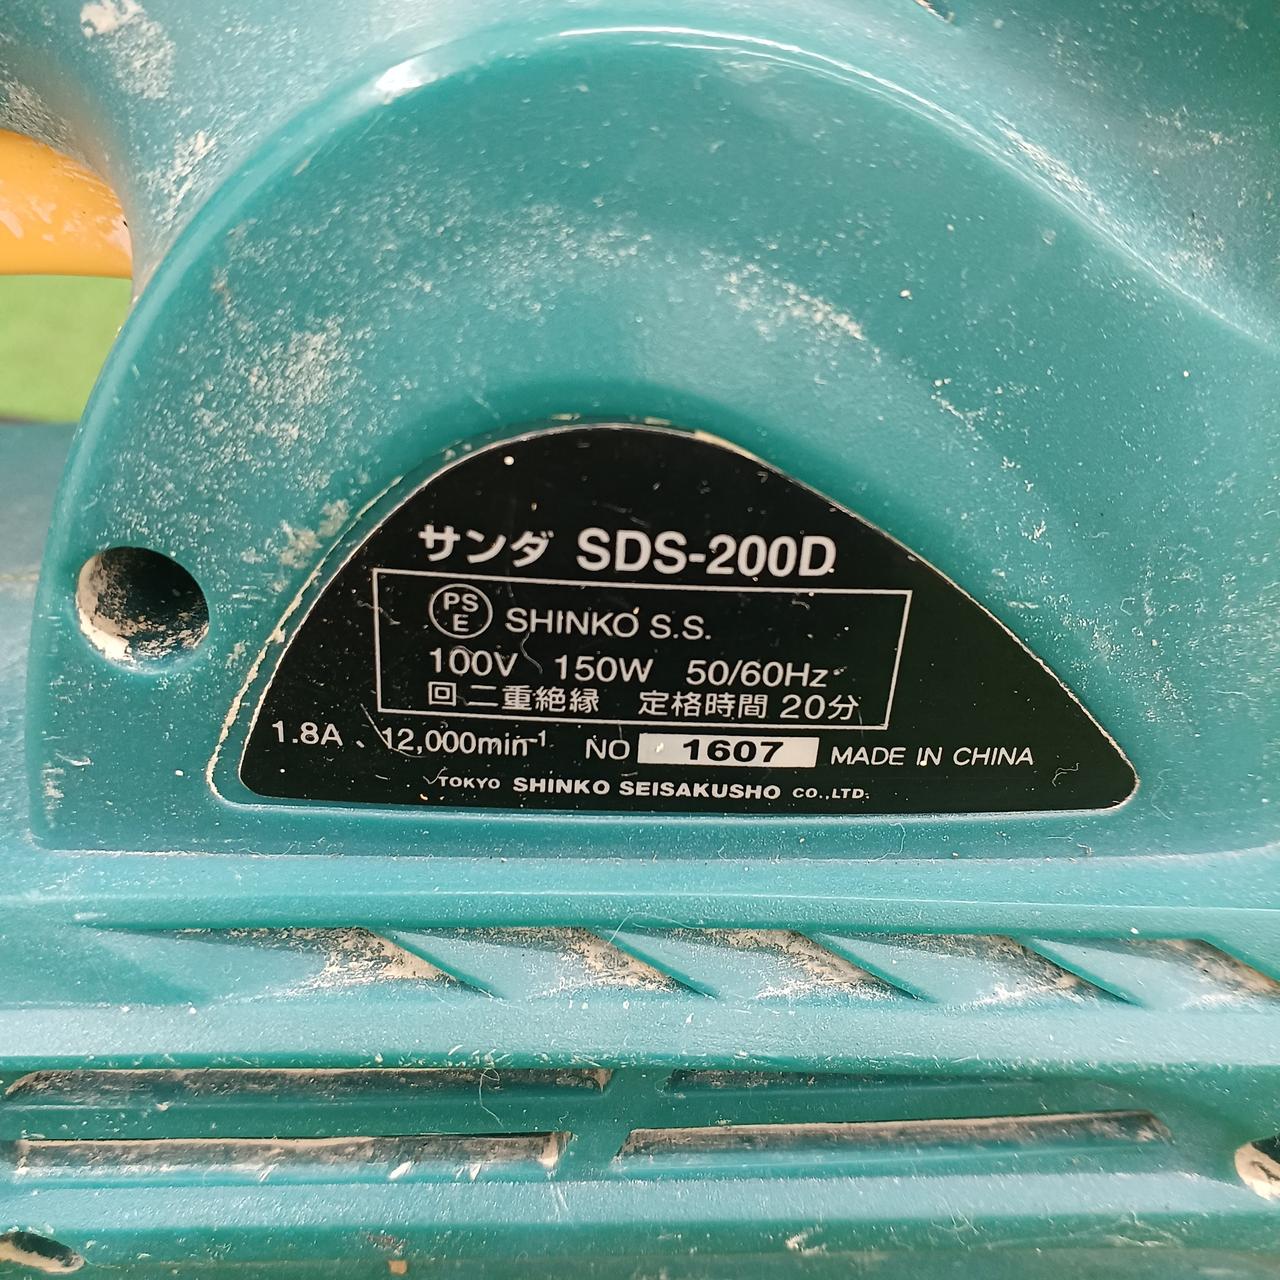 サンダ SDS-200D
PS E SHINKO S.S.
100V 150W 50/60Hz
回 二重絶縁 定格時間 20分
1.8A 、 12,000min⁻¹ NO 1607 MADE IN CHINA
TOKYO SHINKO SEISAKUSHO CO.,LTD.